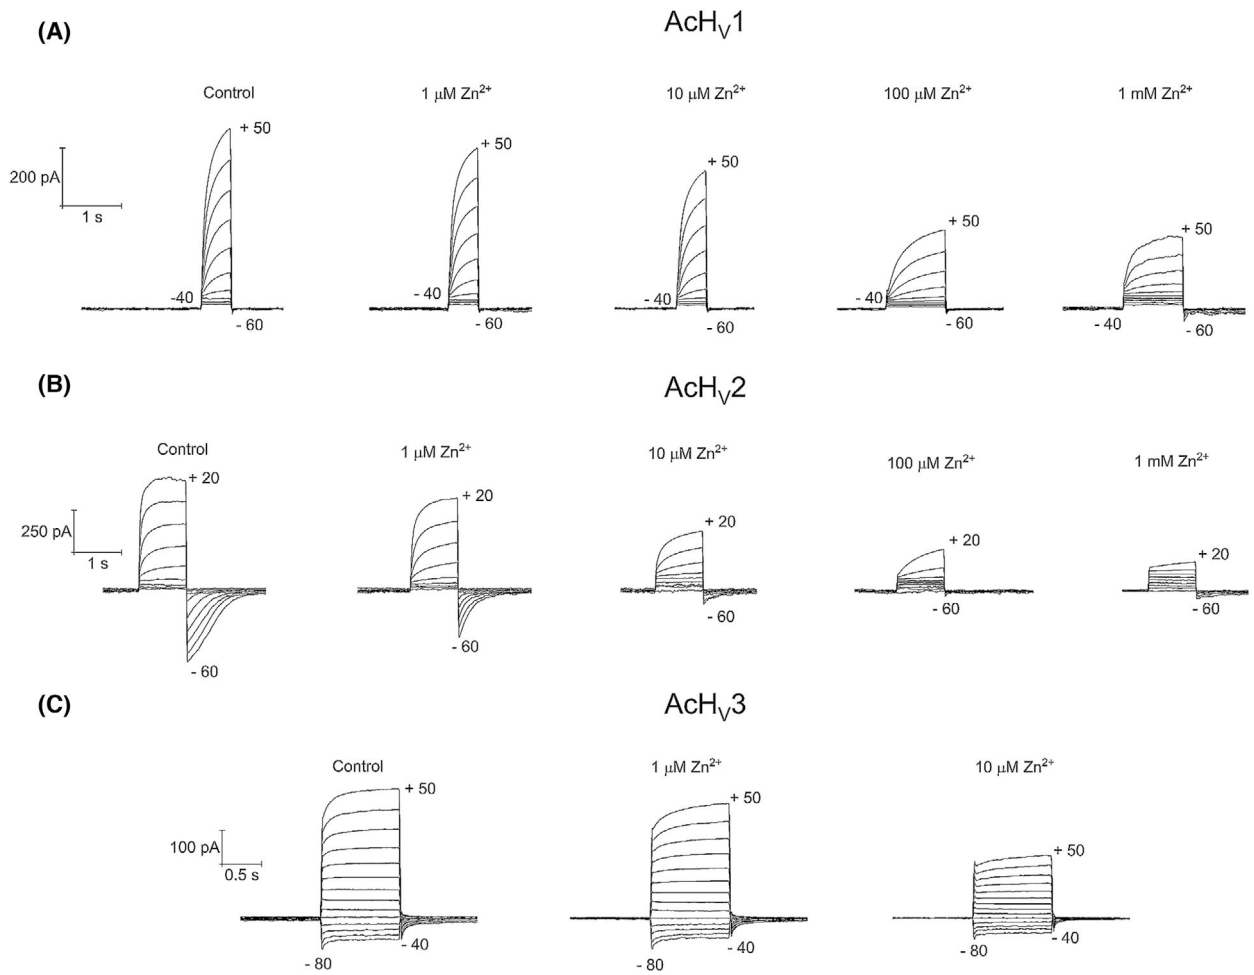 (A)
AcHV1
Control
1 μM Zn2+
10 μM Zn2+
100 μM Zn2+
1 mM Zn2+
200 pA
1 s
+ 50
-40
- 60
+ 50
- 40
- 60
+ 50
-40
- 60
+ 50
-40
- 60
+ 50
- 40
- 60
(B)
AcHV2
Control
1 μM Zn2+
10 μM Zn2+
100 μM Zn2+
1 mM Zn2+
250 pA
1 s
+ 20
- 60
+ 20
- 60
+ 20
- 60
+ 20
- 60
+ 20
- 60
(C)
AcHV3
Control
1 μM Zn2+
10 μM Zn2+
100 pA
0.5 s
+ 50
- 80
- 40
+ 50
- 80
- 40
+ 50
- 80
- 40